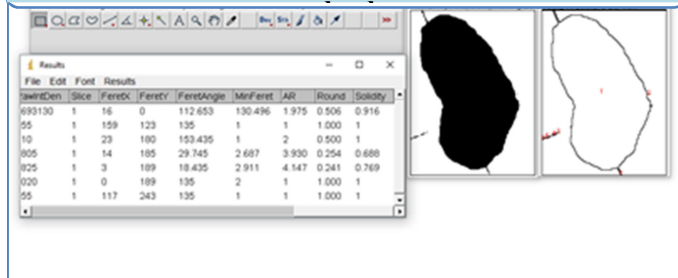 Results
File Edit Font Results
Slice FeretX FeretY FeretAngle MinFeret AR Round Solidity
693130 1 16 0 112.653 130.496 1.975 0.506 0.916
55 1 159 123 135 1 1 1.000 1
10 1 23 180 153.435 1 2 0.500 1
805 1 14 185 29.745 2.687 3.930 0.254 0.688
825 1 3 189 18.435 2.911 4.147 0.241 0.769
020 1 0 189 135 2 1 1.000 1
55 1 117 243 135 1 1 1.000 1